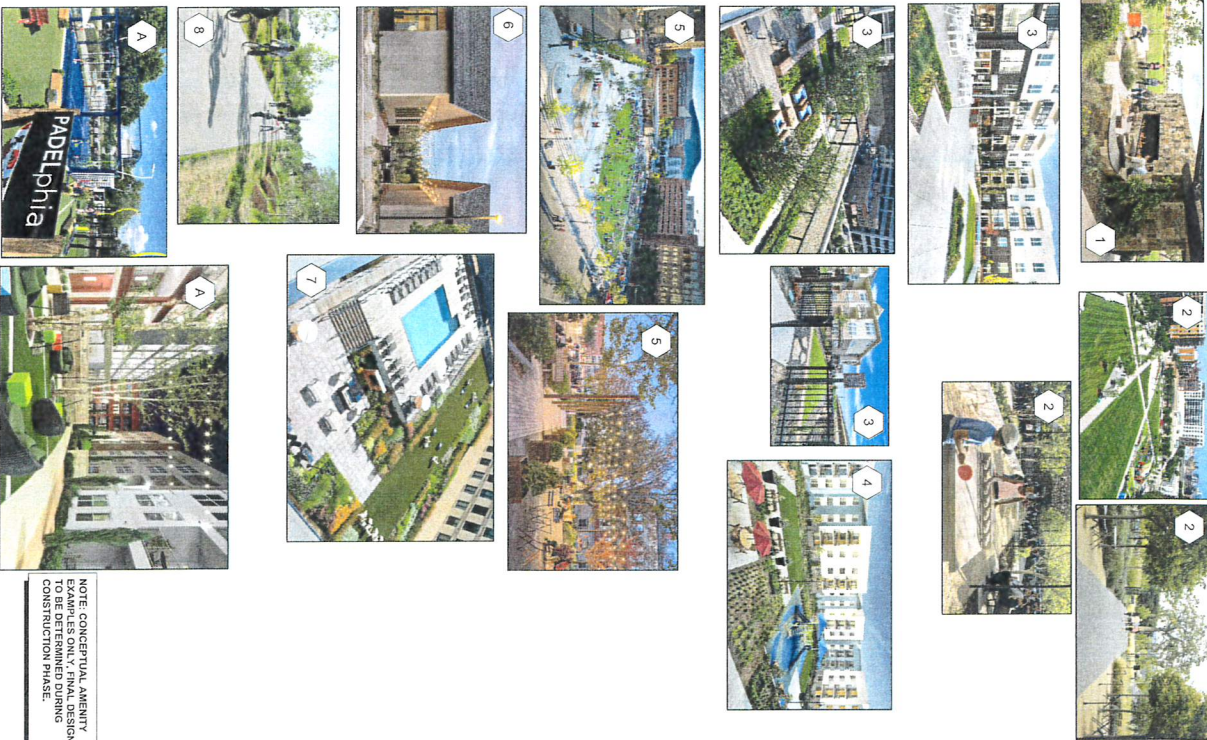 1
2
2
2
3
3
3
4
5
5
6
7
8
A
A
PADELphia
NOTE: CONCEPTUAL AMENITY
EXAMPLES ONLY. FINAL DESIGN
TO BE DETERMINED DURING
CONSTRUCTION PHASE.